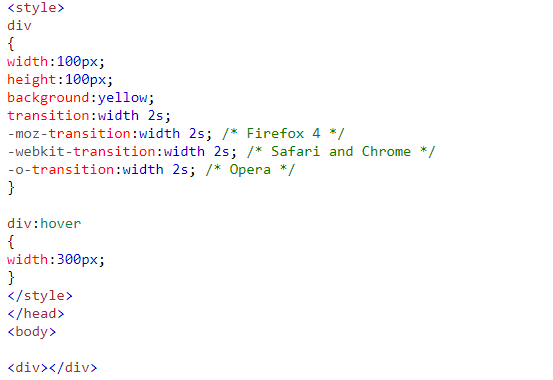 <style>
div
{
width:100px;
height:100px;
background:yellow;
transition:width 2s;
-moz-transition:width 2s; /* Firefox 4 */
-webkit-transition:width 2s; /* Safari and Chrome */
-o-transition:width 2s; /* Opera */
}

div:hover
{
width:300px;
}
</style>
</head>
<body>

<div></div>